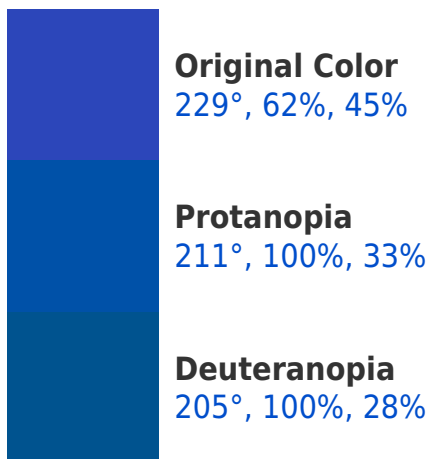 Original Color
229°, 62%, 45%
Protanopia
211°, 100%, 33%
Deuteranopia
205°, 100%, 28%